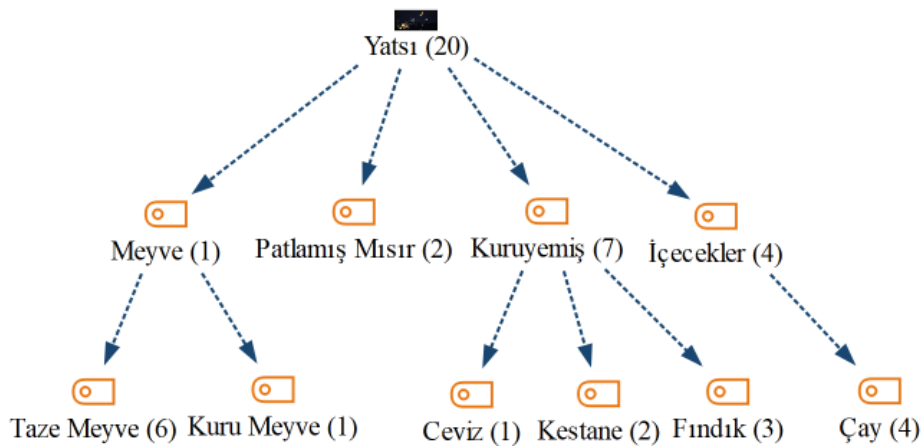 Yatsı (20)
Meyve (1)
Patlamış Mısır (2)
Kuruyemiş (7)
İçecekler (4)
Taze Meyve (6)
Kuru Meyve (1)
Ceviz (1)
Kestane (2)
Fındık (3)
Çay (4)